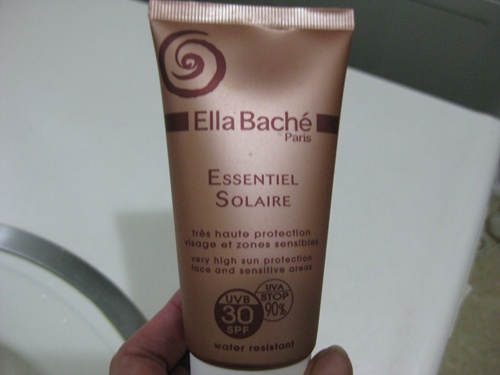 Ella Baché
Paris
ESSENTIEL
SOLAIRE
très haute protection
visage et zones sensibles
very high sun protection
face and sensitive areas
UVB
30
SPF
UVA
STOP
90%
water resistant